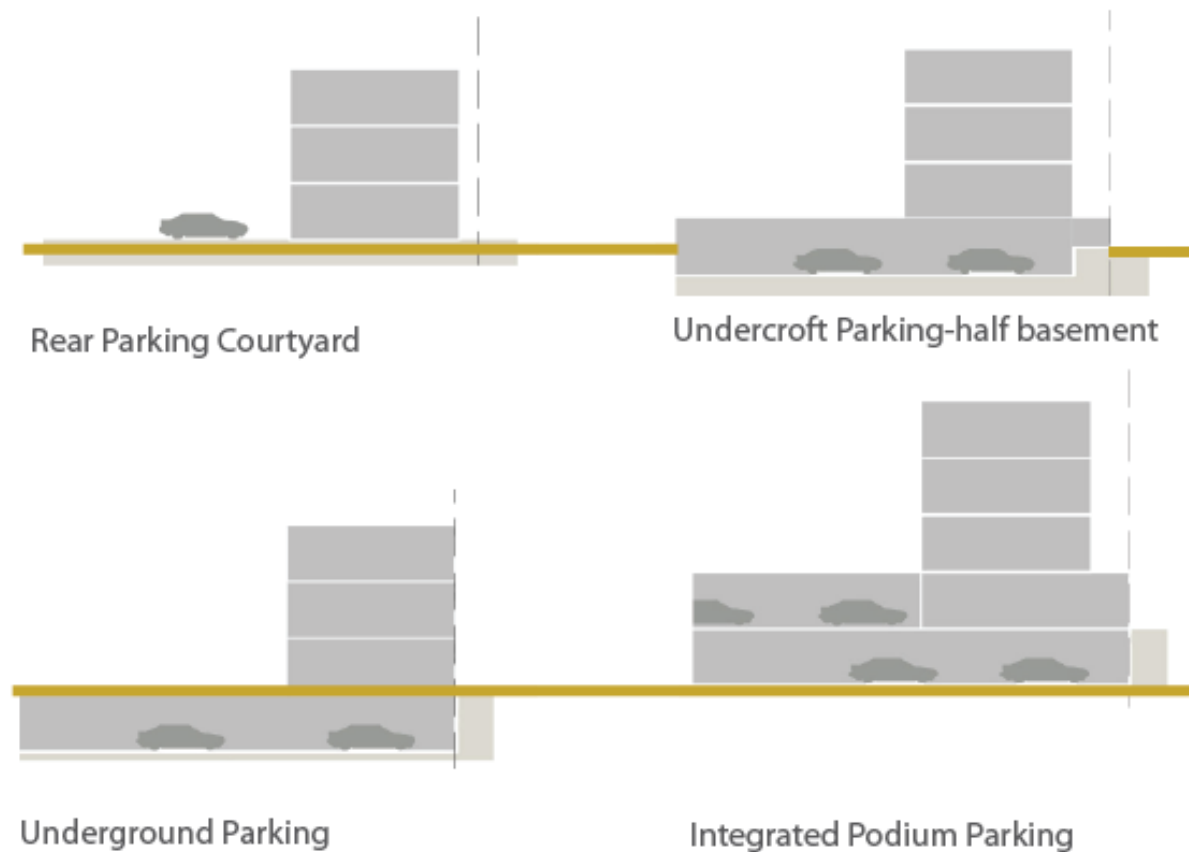 Rear Parking Courtyard
Undercroft Parking-half basement
Underground Parking
Integrated Podium Parking